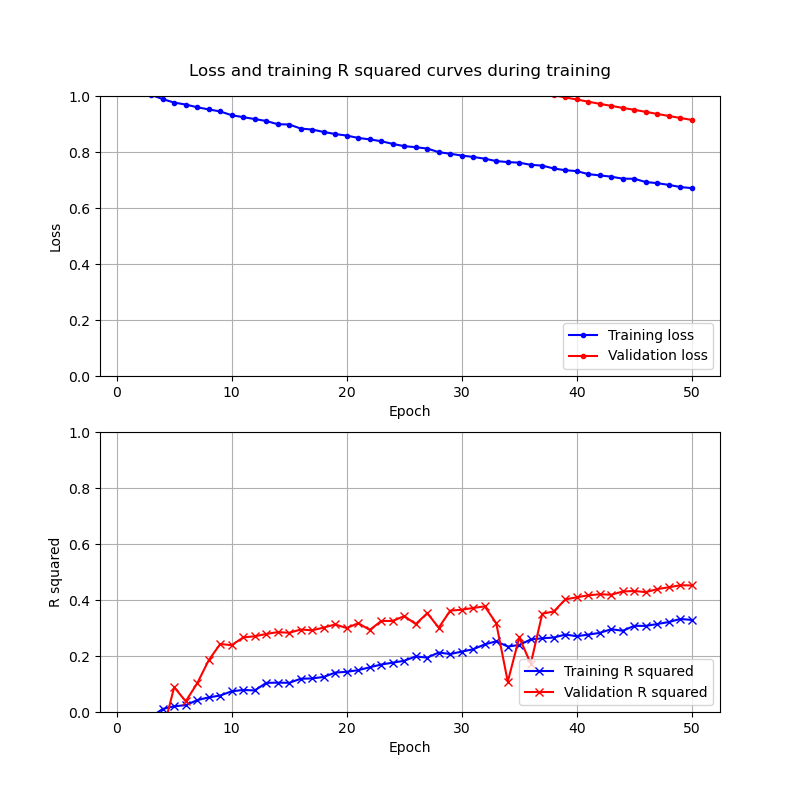 Loss and training R squared curves during training
1.0
0.8
0.6
0.4
0.2
0.0
Loss
Training loss
Validation loss
0 10 20 30 40 50
Epoch
1.0
0.8
0.6
0.4
0.2
0.0
R squared
Training R squared
Validation R squared
0 10 20 30 40 50
Epoch